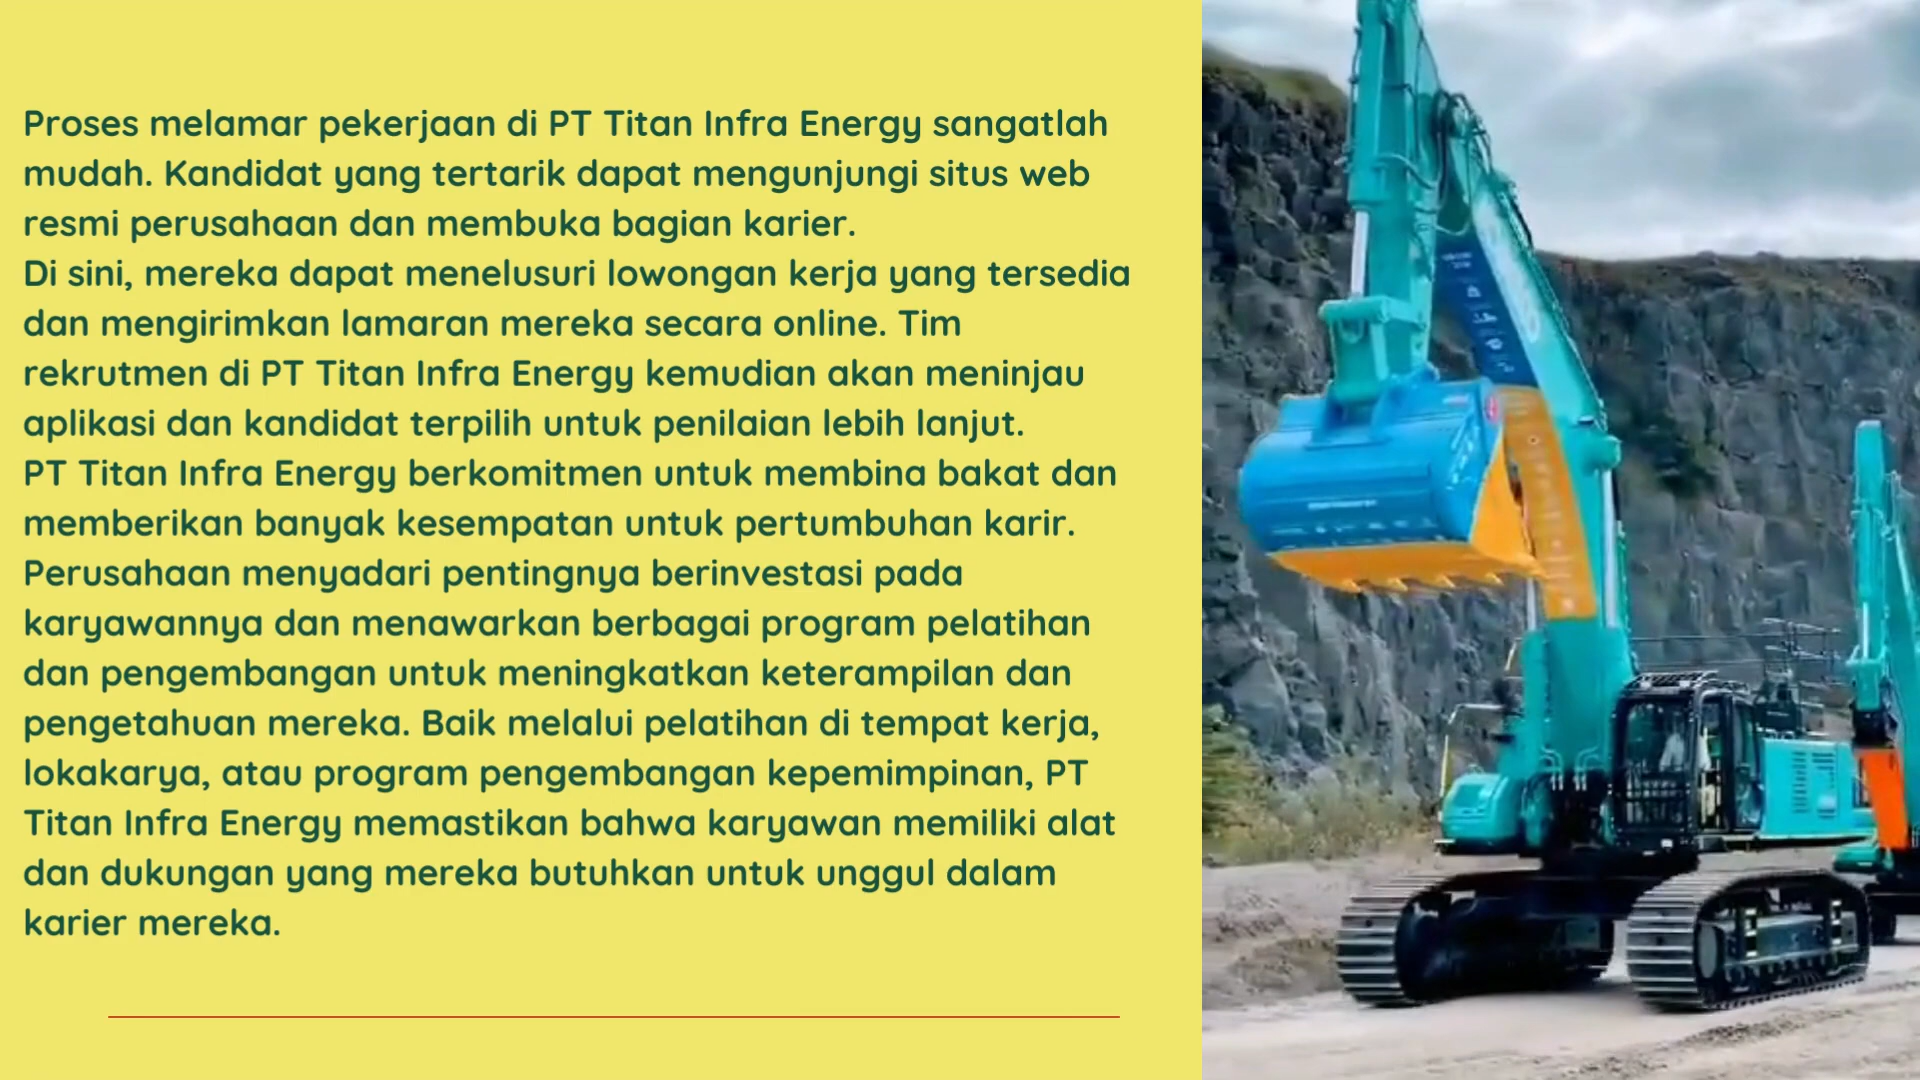 Proses melamar pekerjaan di PT Titan Infra Energy sangatlah
mudah. Kandidat yang tertarik dapat mengunjungi situs web
resmi perusahaan dan membuka bagian karier.
Di sini, mereka dapat menelusuri lowongan kerja yang tersedia
dan mengirimkan lamaran mereka secara online. Tim
rekrutmen di PT Titan Infra Energy kemudian akan meninjau
aplikasi dan kandidat terpilih untuk penilaian lebih lanjut.
PT Titan Infra Energy berkomitmen untuk membina bakat dan
memberikan banyak kesempatan untuk pertumbuhan karir.
Perusahaan menyadari pentingnya berinvestasi pada
karyawannya dan menawarkan berbagai program pelatihan
dan pengembangan untuk meningkatkan keterampilan dan
pengetahuan mereka. Baik melalui pelatihan di tempat kerja,
lokakarya, atau program pengembangan kepemimpinan, PT
Titan Infra Energy memastikan bahwa karyawan memiliki alat
dan dukungan yang mereka butuhkan untuk unggul dalam
karier mereka.